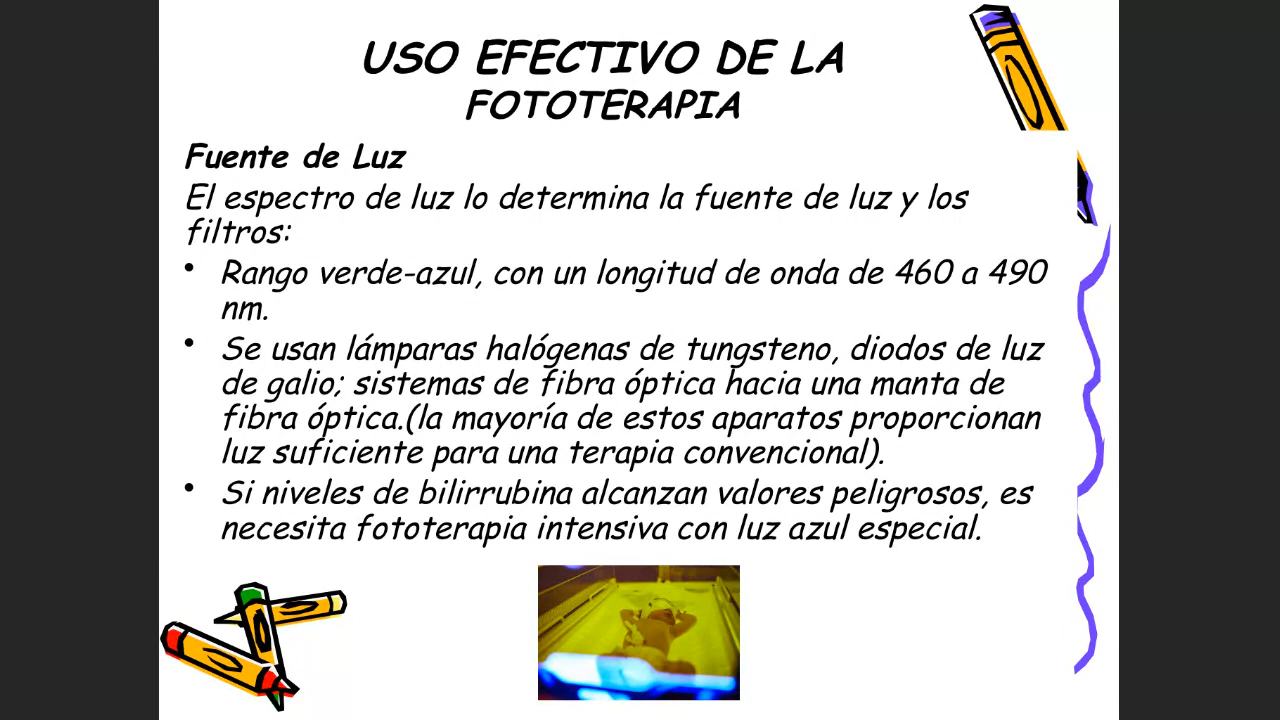 USO EFECTIVO DE LA
FOTOTERAPIA
Fuente de Luz
El espectro de luz lo determina la fuente de luz y los
filtros:
• Rango verde-azul, con un longitud de onda de 460 a 490
nm.
• Se usan lámparas halógenas de tungsteno, diodos de luz
de galio; sistemas de fibra óptica hacia una manta de
fibra óptica.(la mayoría de estos aparatos proporcionan
luz suficiente para una terapia convencional).
• Si niveles de bilirrubina alcanzan valores peligrosos, es
necesita fototerapia intensiva con luz azul especial.